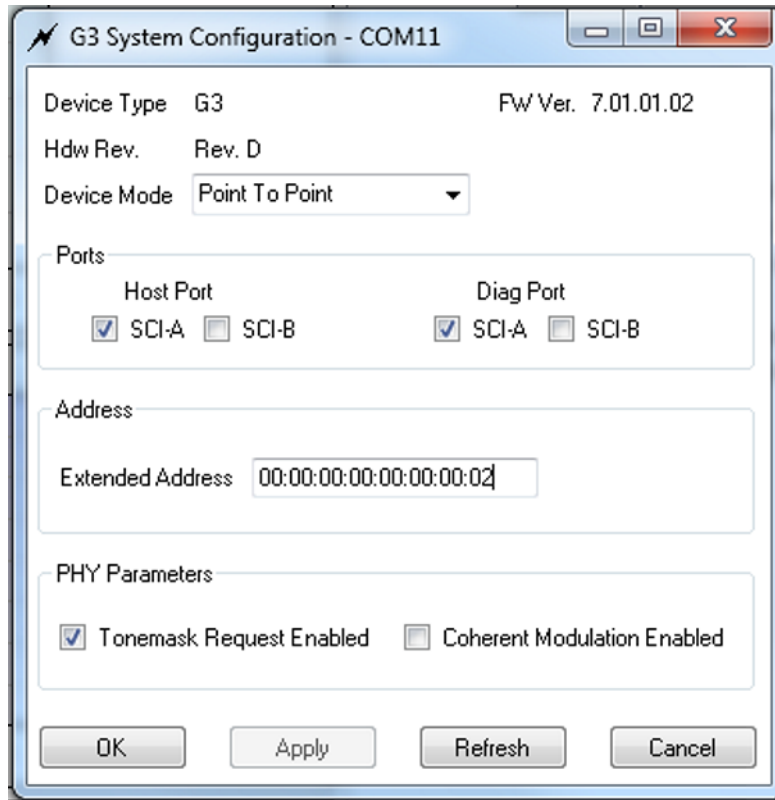 G3 System Configuration - COM11
Device Type G3 FW Ver. 7.01.01.02
Hdw Rev. Rev. D
Device Mode Point To Point
Ports
Host Port Diag Port
SCI-A SCI-B SCI-A SCI-B
Address
Extended Address 00:00:00:00:00:00:00:02
PHY Parameters
Tonemask Request Enabled Coherent Modulation Enabled
OK Apply Refresh Cancel